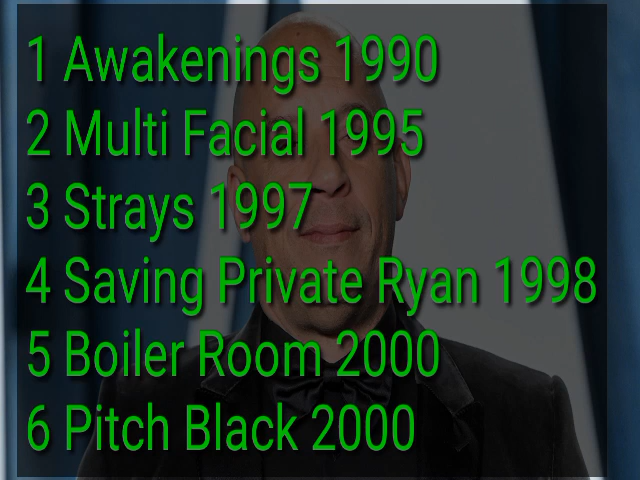 1 Awakenings 1990
2 Multi Facial 1995
3 Strays 1997
4 Saving Private Ryan 1998
5 Boiler Room 2000
6 Pitch Black 2000